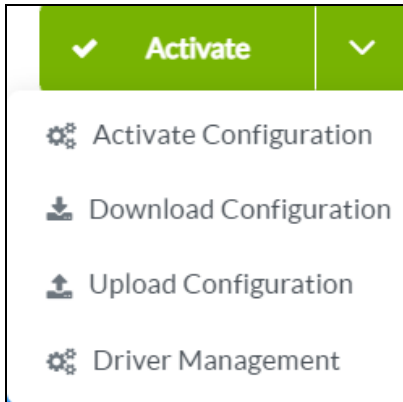 Activate
Activate Configuration
Download Configuration
Upload Configuration
Driver Management